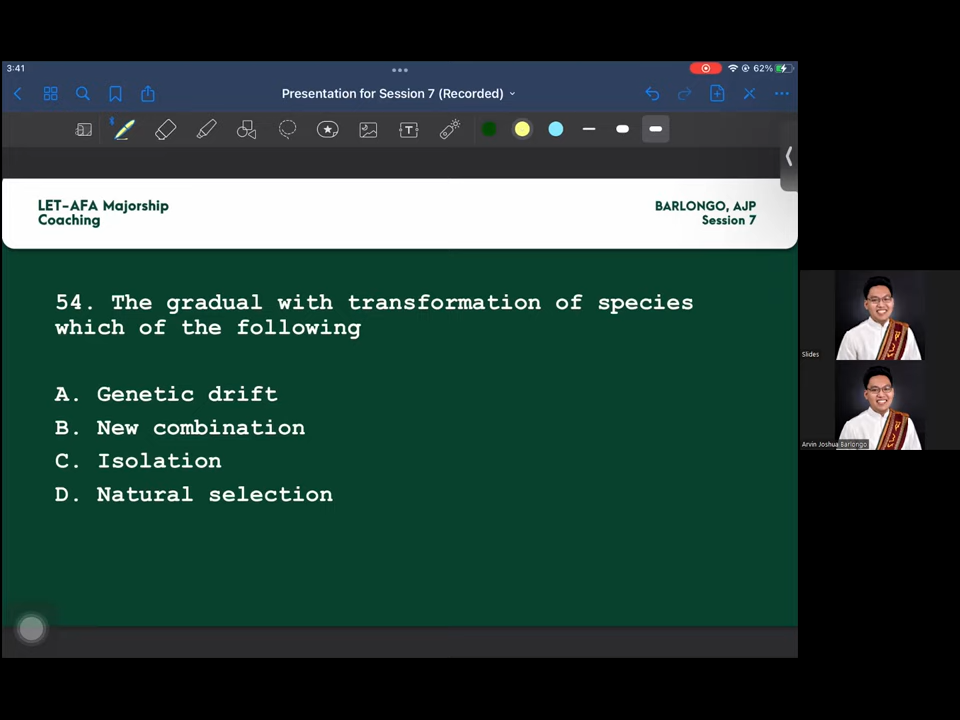 3:41
62%
Presentation for Session 7 (Recorded)
LET-AFA Majorship
Coaching
BARLONGO, AJP
Session 7
54. The gradual with transformation of species
which of the following
A. Genetic drift
B. New combination
C. Isolation
D. Natural selection
Slides
Arvin Joshua Barlongo